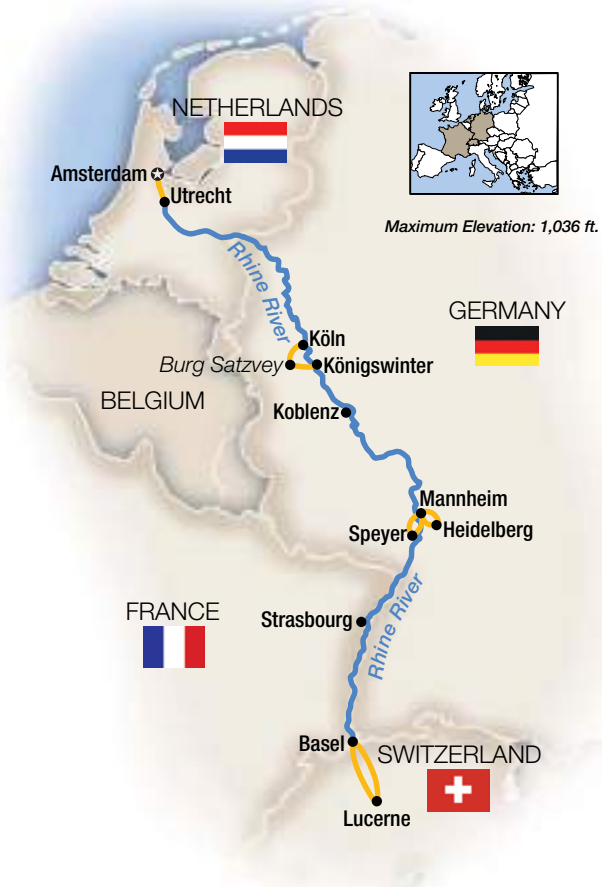 NETHERLANDS
Amsterdam
Utrecht
Maximum Elevation: 1,036 ft.
Rhine River
GERMANY
Köln
Burg Satzvey
Königswinter
BELGIUM
Koblenz
Mannheim
Speyer
Heidelberg
FRANCE
Strasbourg
Rhine River
Basel
SWITZERLAND
Lucerne